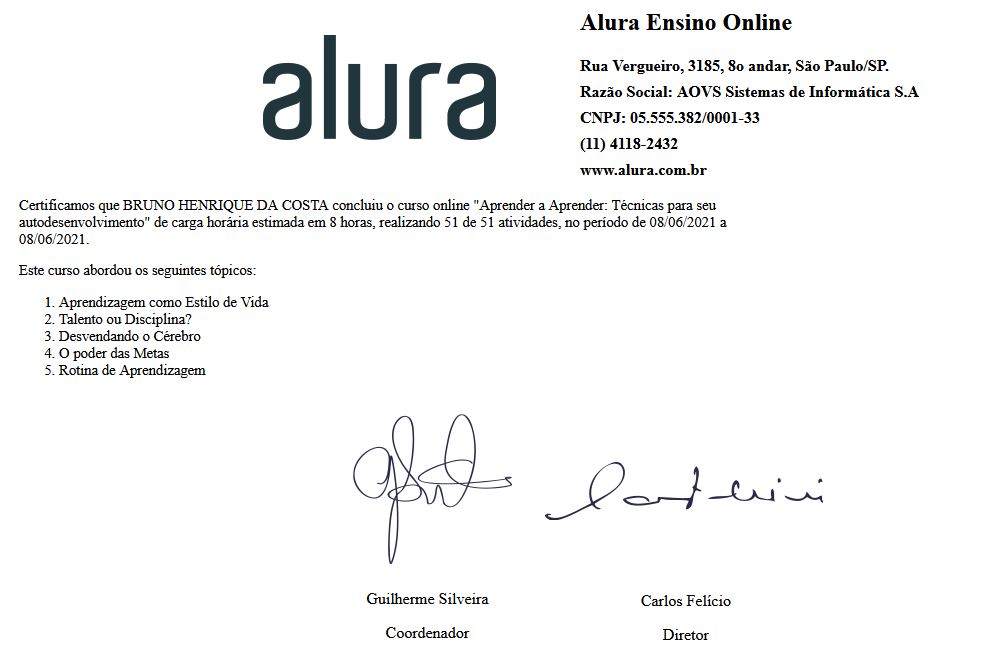 alura
Alura Ensino Online
Rua Vergueiro, 3185, 8o andar, São Paulo/SP.
Razão Social: AOVS Sistemas de Informática S.A
CNPJ: 05.555.382/0001-33
(11) 4118-2432
www.alura.com.br
Certificamos que BRUNO HENRIQUE DA COSTA concluiu o curso online "Aprender a Aprender: Técnicas para seu
autodesenvolvimento" de carga horária estimada em 8 horas, realizando 51 de 51 atividades, no período de 08/06/2021 a
08/06/2021.
Este curso abordou os seguintes tópicos:
1. Aprendizagem como Estilo de Vida
2. Talento ou Disciplina?
3. Desvendando o Cérebro
4. O poder das Metas
5. Rotina de Aprendizagem
Guilherme Silveira
Coordenador
Carlos Felício
Diretor